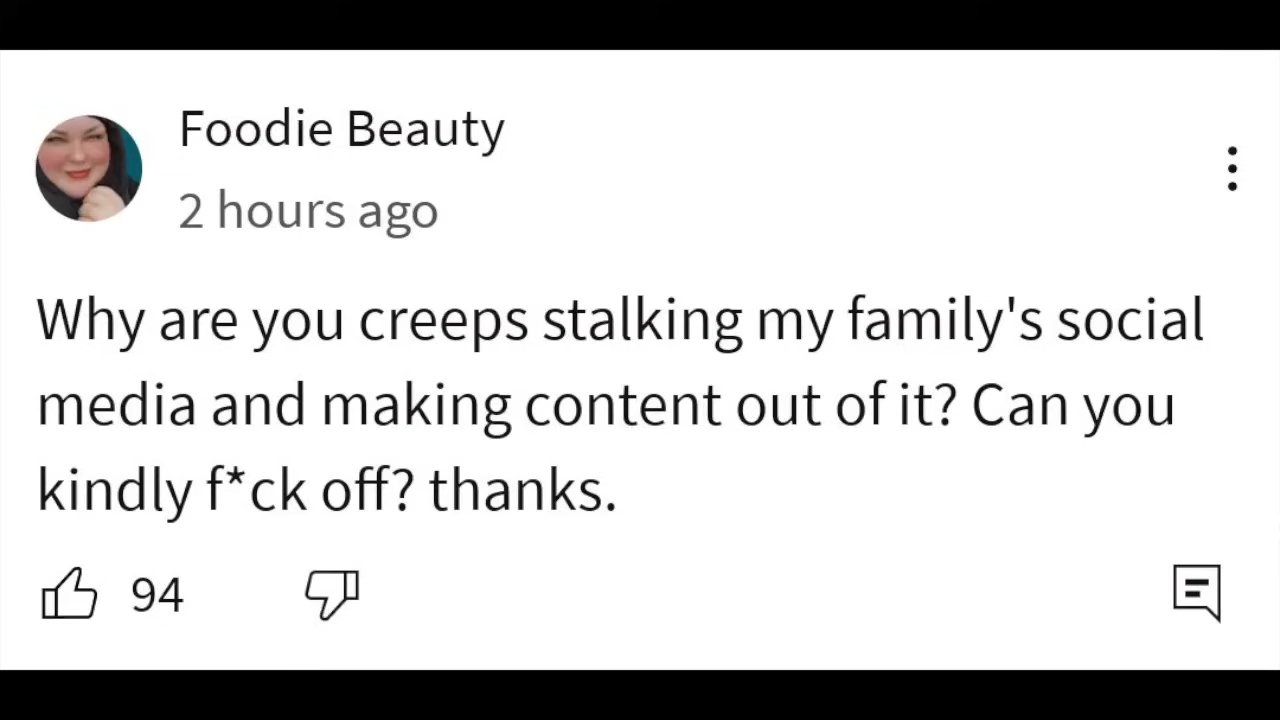 Foodie Beauty
2 hours ago
Why are you creeps stalking my family's social
media and making content out of it? Can you
kindly f*ck off? thanks.
94